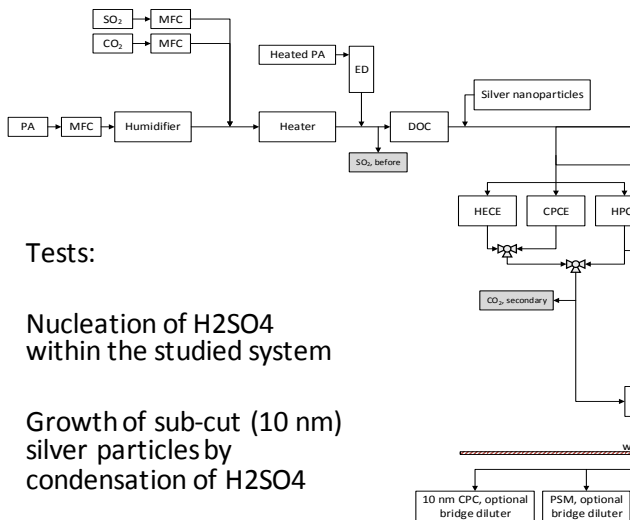 SO2
MFC
CO2
MFC
Heated PA
ED
Silver nanoparticles
PA
MFC
Humidifier
Heater
DOC
SO2, before
HECE
CPCE
Tests:
CO2, secondary
Nucleation of H2SO4
within the studied system
Growth of sub-cut (10 nm)
silver particles by
condensation of H2SO4
10 nm CPC, optional
bridge diluter
PSM, optional
bridge diluter